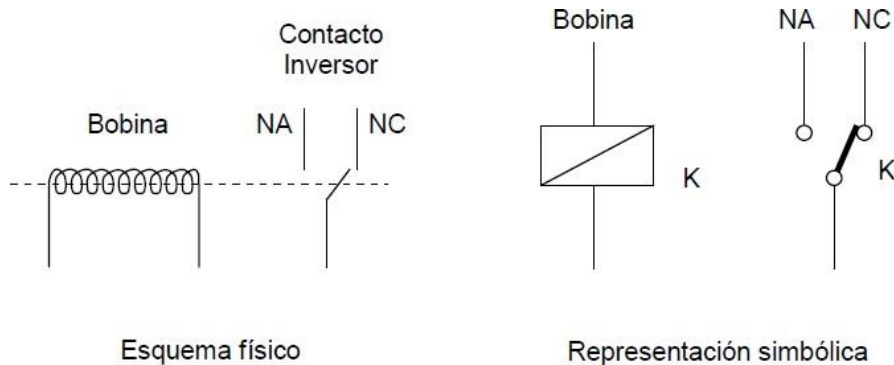 Contacto
Inversor
Bobina
NA
NC
Esquema físico
Bobina
NA
NC
K
K
Representación simbólica